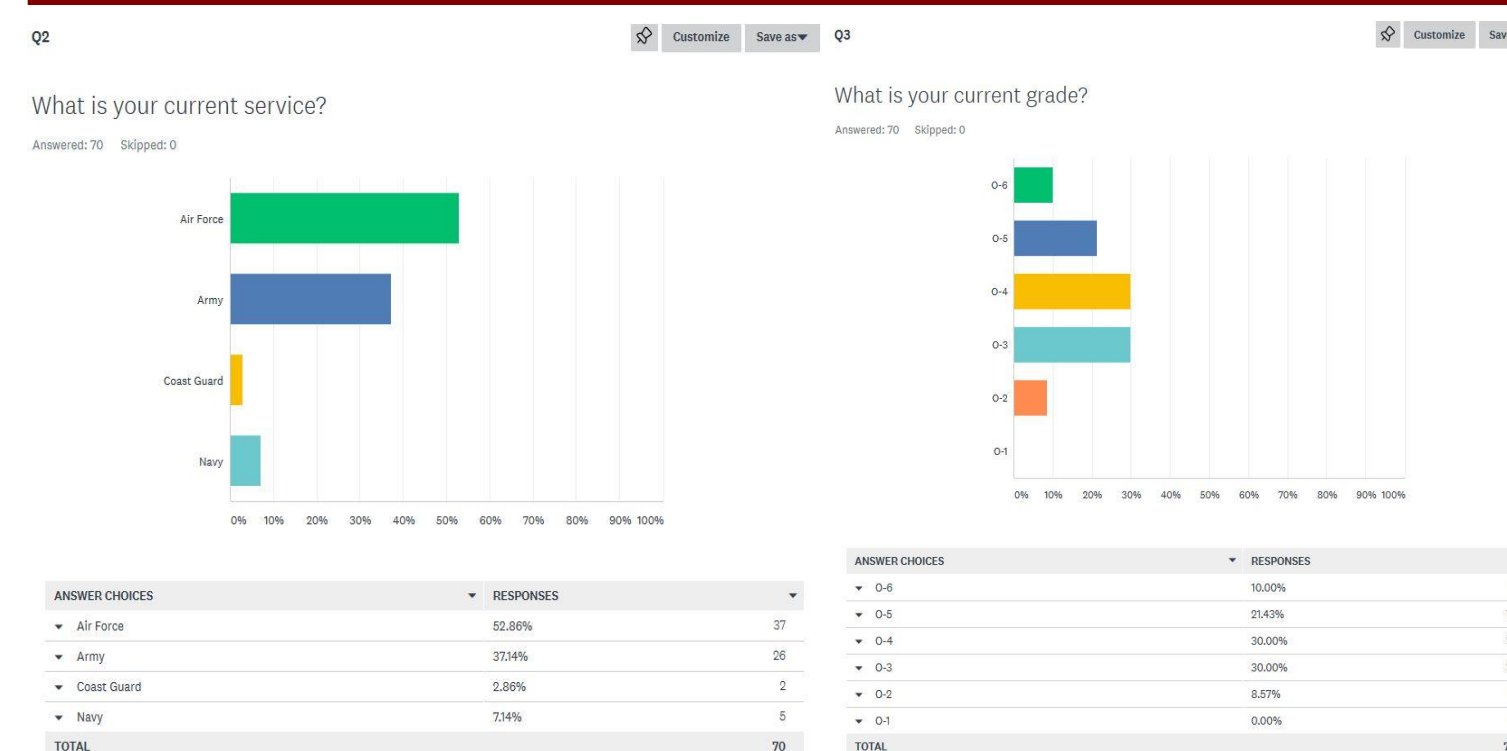 Q2
Customize
Save as
What is your current service?
Answered: 70 Skipped: 0
Air Force
Army
Coast Guard
Navy
0% 10% 20% 30% 40% 50% 60% 70% 80% 90% 100%
ANSWER CHOICES RESPONSES
Air Force 52.86% 37
Army 37.14% 26
Coast Guard 2.86% 2
Navy 7.14% 5
TOTAL 70
Q3
Customize
What is your current grade?
Answered: 70 Skipped: 0
O-6
O-5
O-4
O-3
O-2
O-1
0% 10% 20% 30% 40% 50% 60% 70% 80% 90% 100%
ANSWER CHOICES RESPONSES
O-6 10.00%
O-5 21.43%
O-4 30.00%
O-3 30.00%
O-2 8.57%
O-1 0.00%
TOTAL